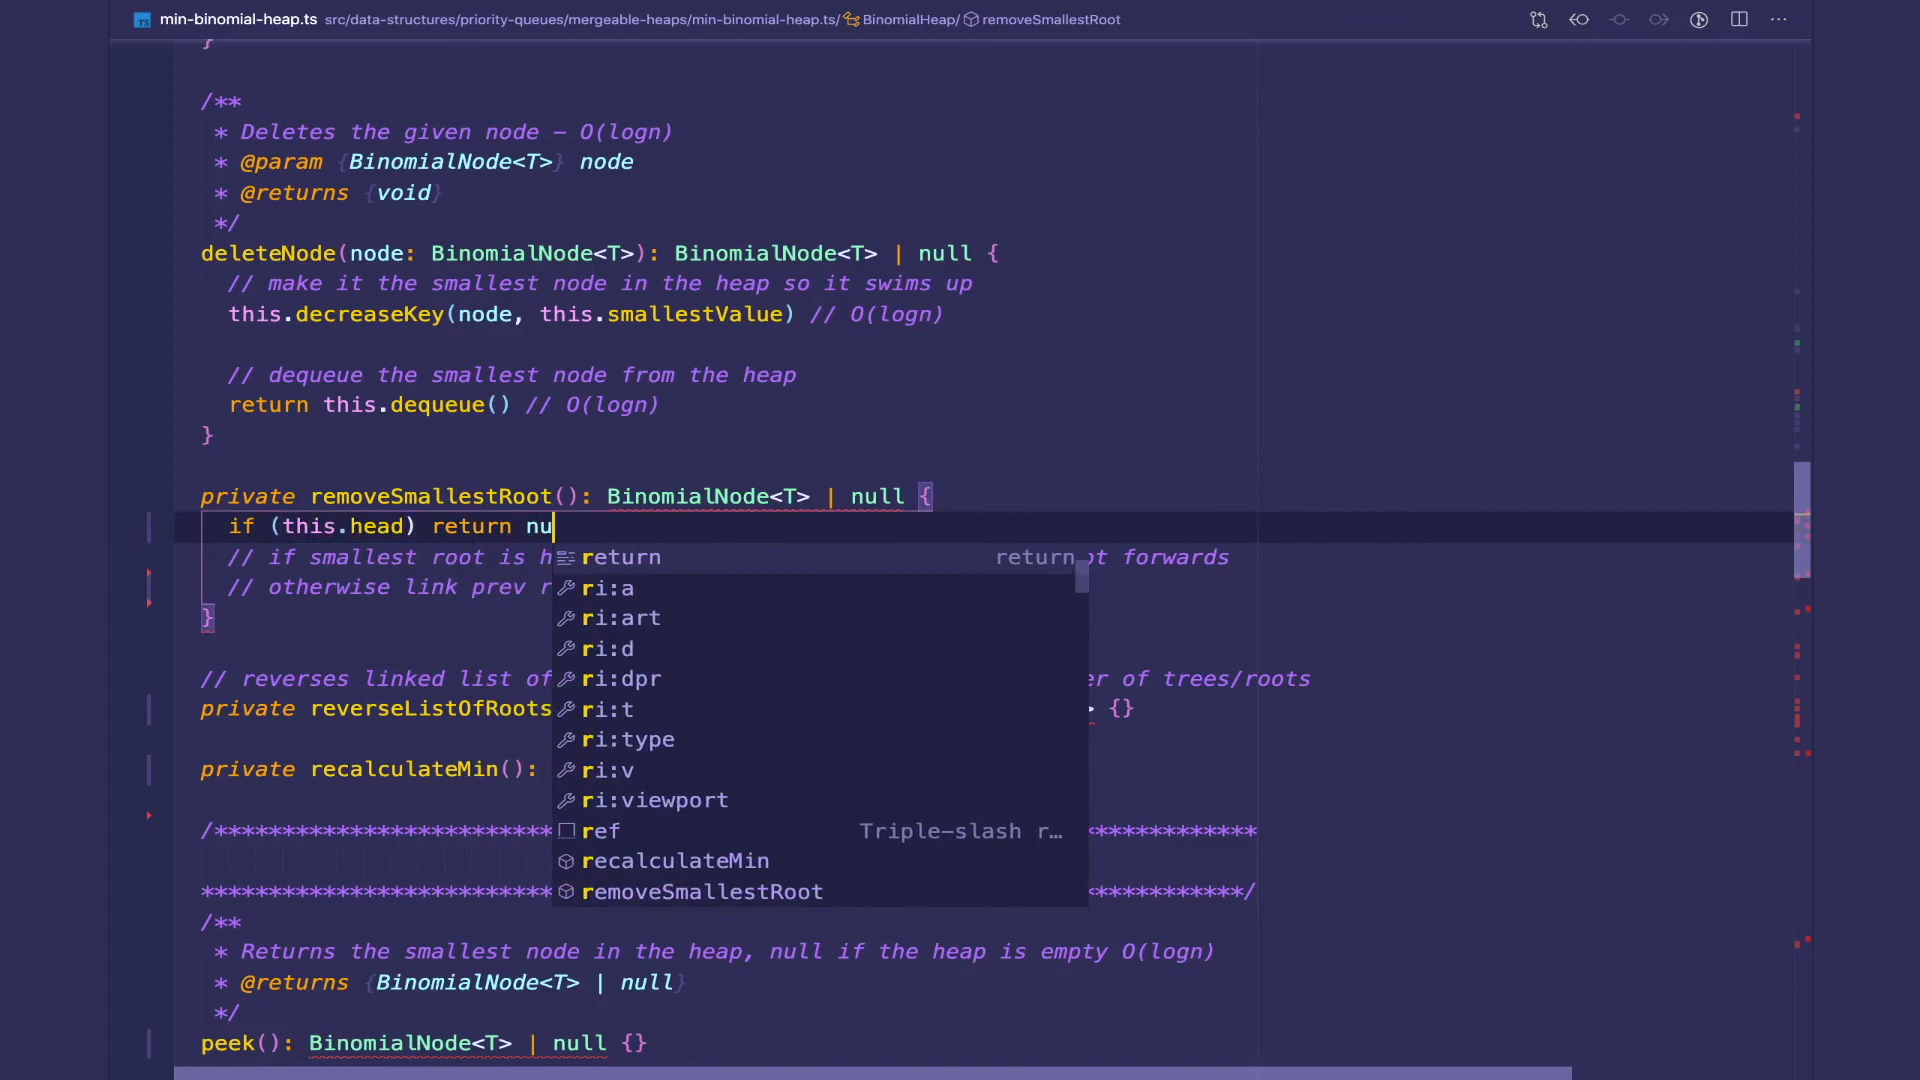 min-binomial-heap.ts src/data-structures/priority-queues/mergeable-heaps/min-binomial-heap.ts/ BinomialHeap/ removeSmallestRoot
}
/**
* Deletes the given node – O(logn)
* @param {BinomialNode<T>} node
* @returns {void}
*/
deleteNode(node: BinomialNode<T>): BinomialNode<T> | null {
// make it the smallest node in the heap so it swims up
this.decreaseKey(node, this.smallestValue) // O(logn)
// dequeue the smallest node from the heap
return this.dequeue() // O(logn)
}
private removeSmallestRoot(): BinomialNode<T> | null {
if (this.head) return nu
// if smallest root is h return return forwards
// otherwise link prev r ri:a
} ri:art
ri:d
// reverses linked list of ri:dpr of trees/roots
private reverseListOfRoots ri:t > {}
ri:type
private recalculateMin(): ri:v
ri:viewport
/************************** ref Triple-slash r… ************
recalculateMin
************************** removeSmallestRoot ************/
/**
* Returns the smallest node in the heap, null if the heap is empty O(logn)
* @returns {BinomialNode<T> | null}
*/
peek(): BinomialNode<T> | null {}